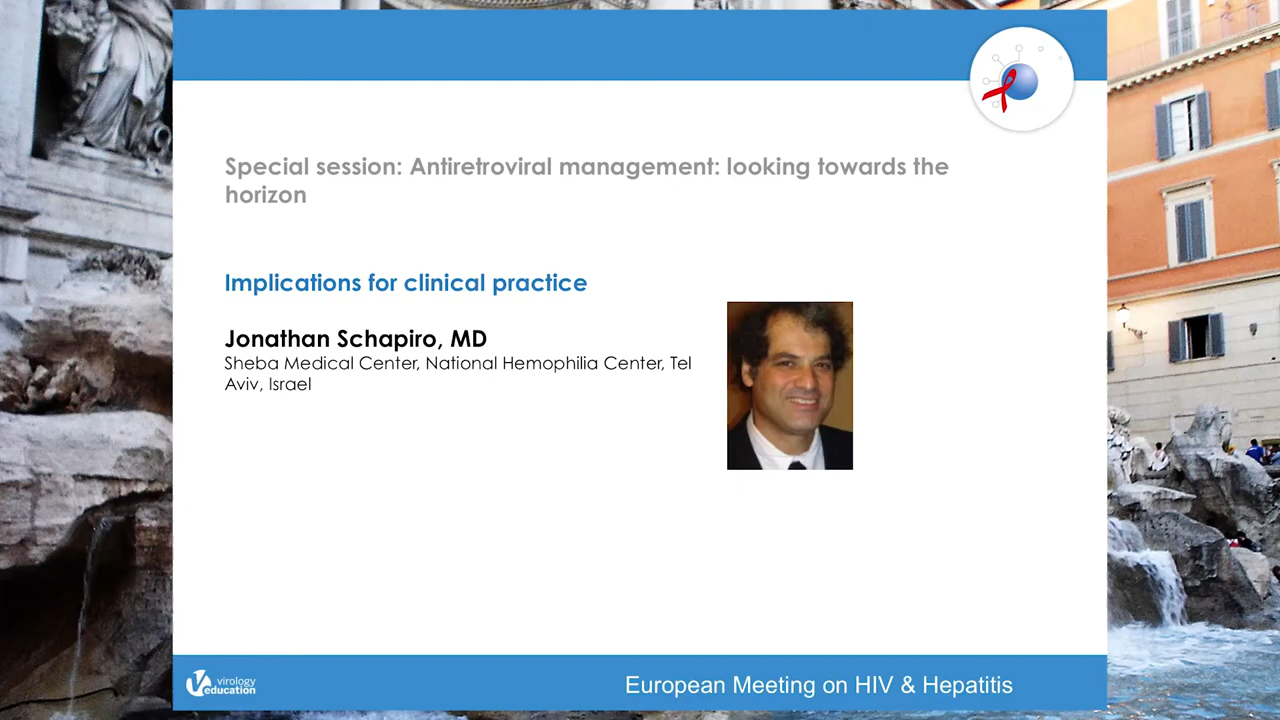 Special session: Antiretroviral management: looking towards the
horizon
Implications for clinical practice
Jonathan Schapiro, MD
Sheba Medical Center, National Hemophilia Center, Tel
Aviv, Israel
virology
education
European Meeting on HIV & Hepatitis